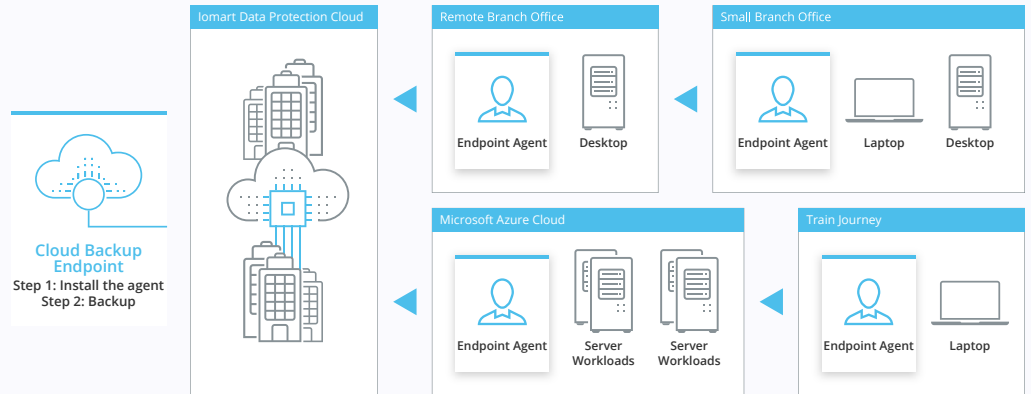 Iomart Data Protection Cloud
Remote Branch Office
Small Branch Office
Endpoint Agent
Desktop
Endpoint Agent
Laptop
Desktop
Cloud Backup
Endpoint
Step 1: Install the agent
Step 2: Backup
Microsoft Azure Cloud
Train Journey
Endpoint Agent
Server
Workloads
Server
Workloads
Endpoint Agent
Laptop